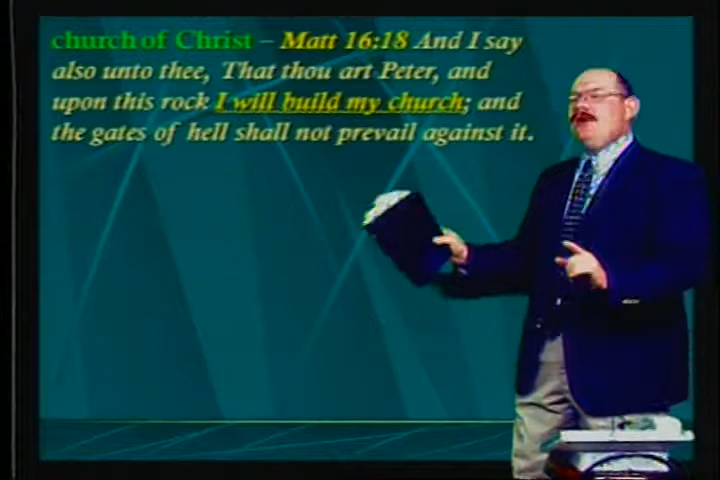 church of Christ – Matt 16:18 And I say
also unto thee, That thou art Peter, and
upon this rock I will build my church; and
the gates of hell shall not prevail against it.